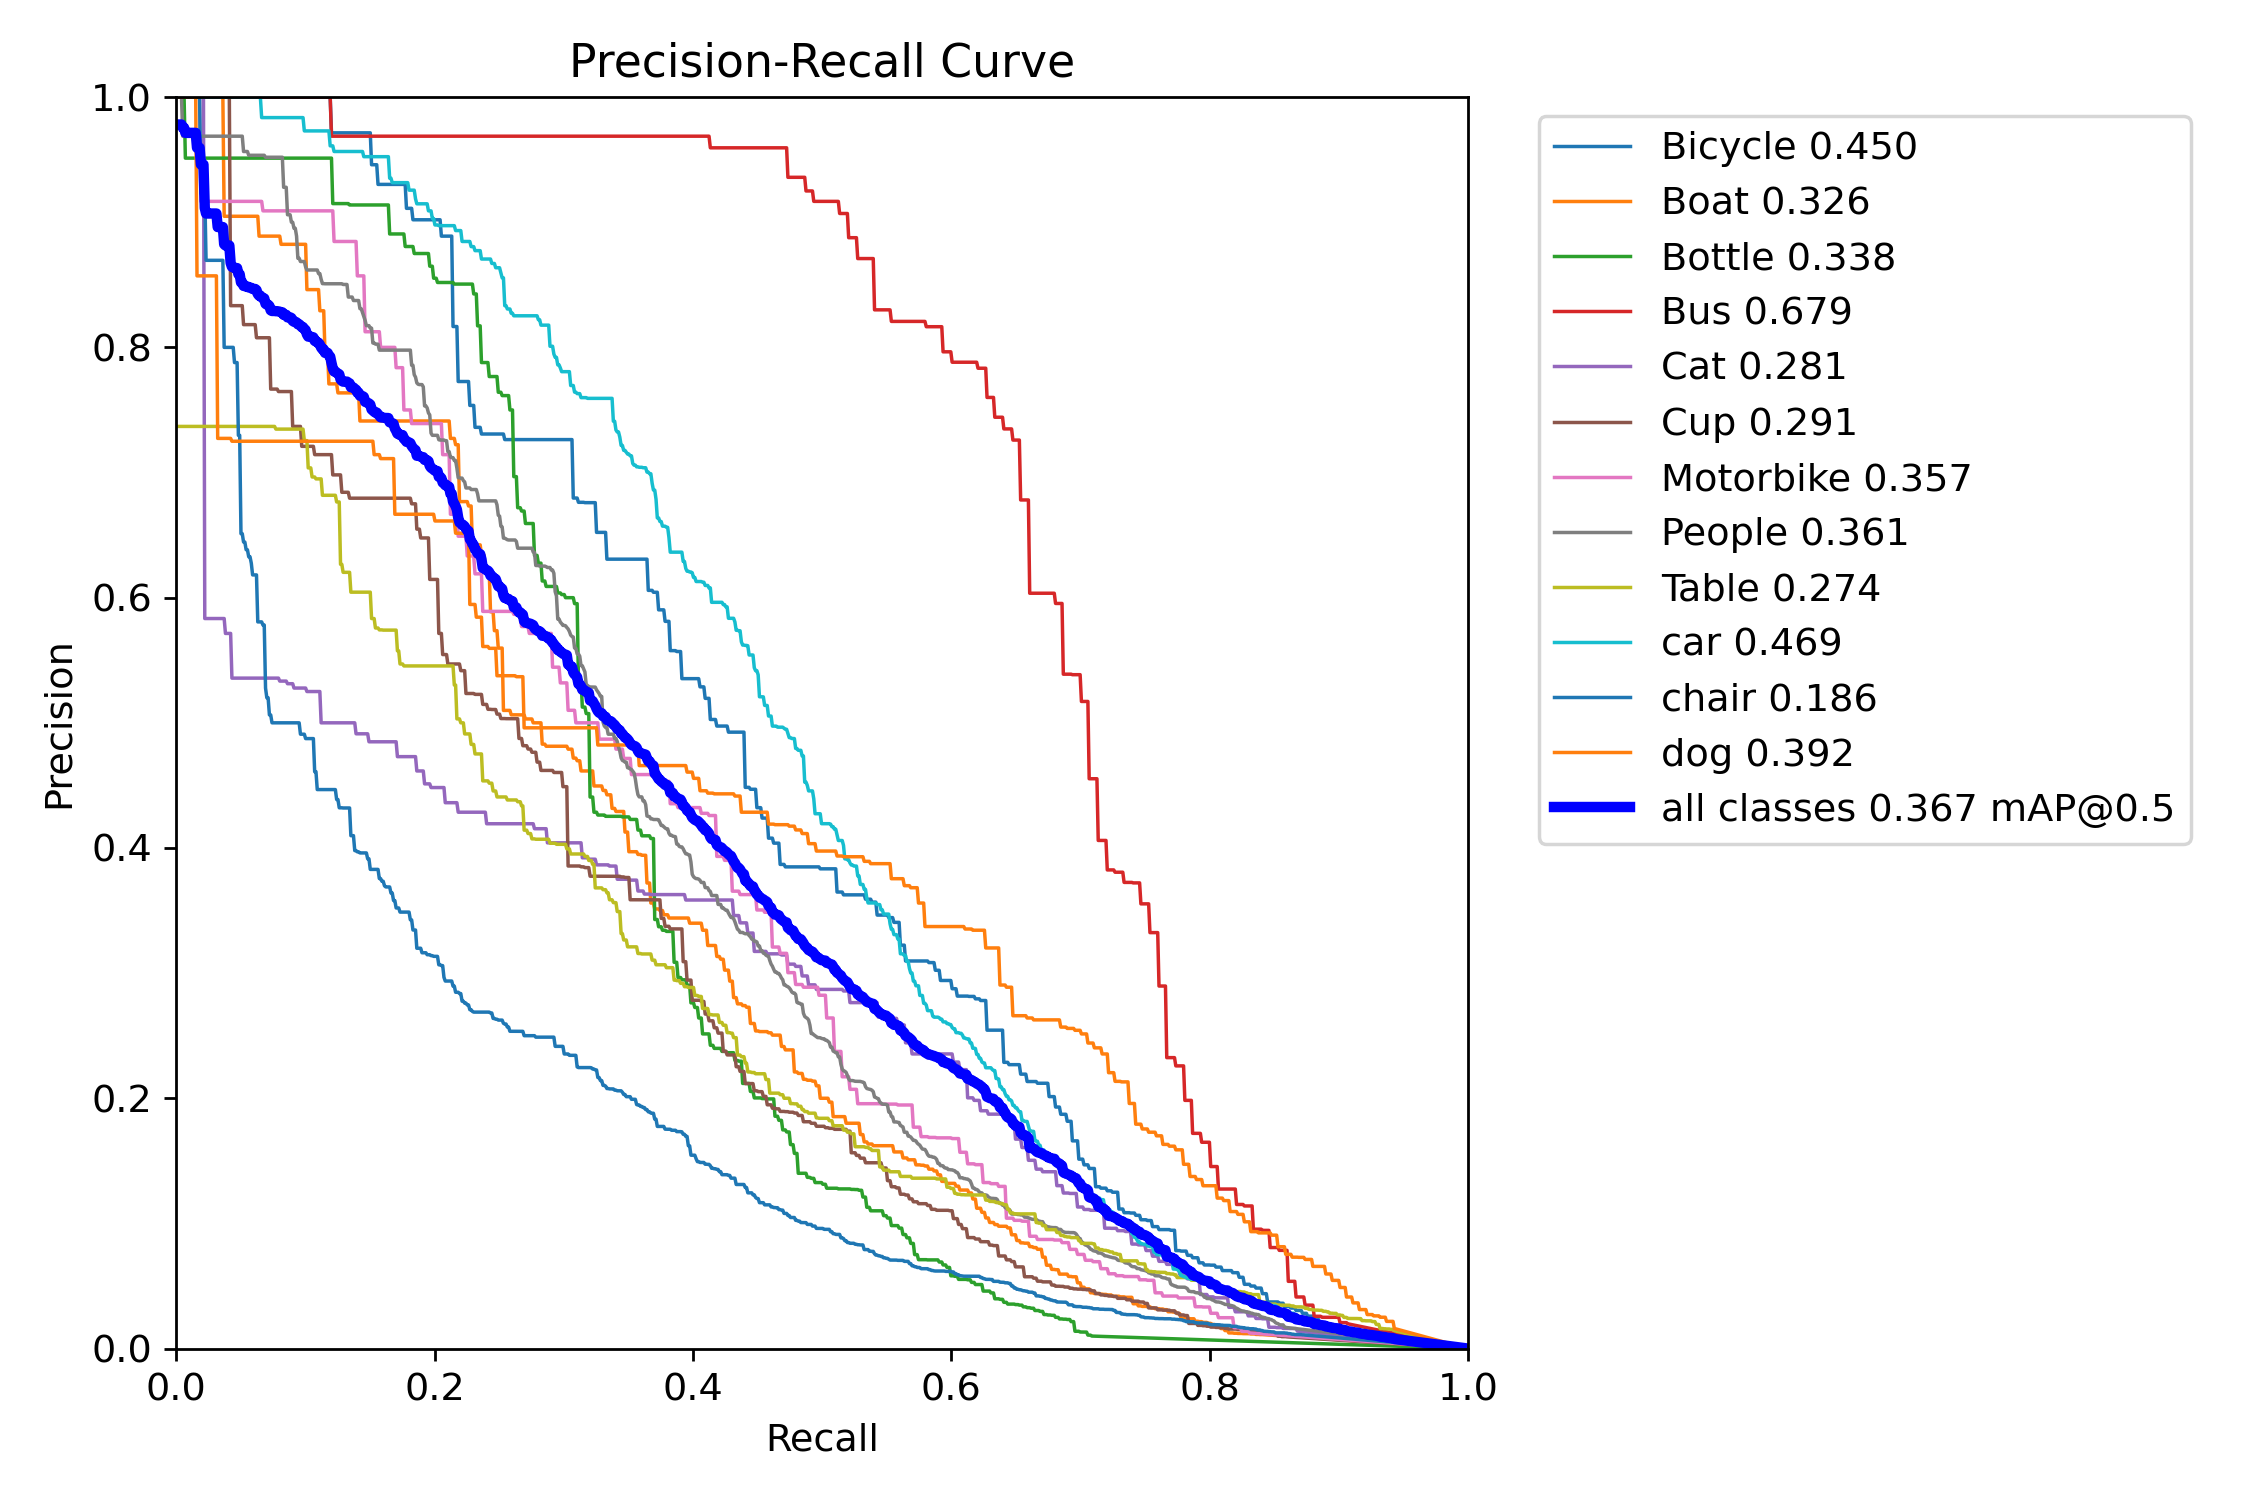 Precision-Recall Curve
1.0
0.8
0.6
0.4
0.2
0.0
Precision
0.0 0.2 0.4 0.6 0.8 1.0
Recall
Bicycle 0.450
Boat 0.326
Bottle 0.338
Bus 0.679
Cat 0.281
Cup 0.291
Motorbike 0.357
People 0.361
Table 0.274
car 0.469
chair 0.186
dog 0.392
all classes 0.367 mAP@0.5